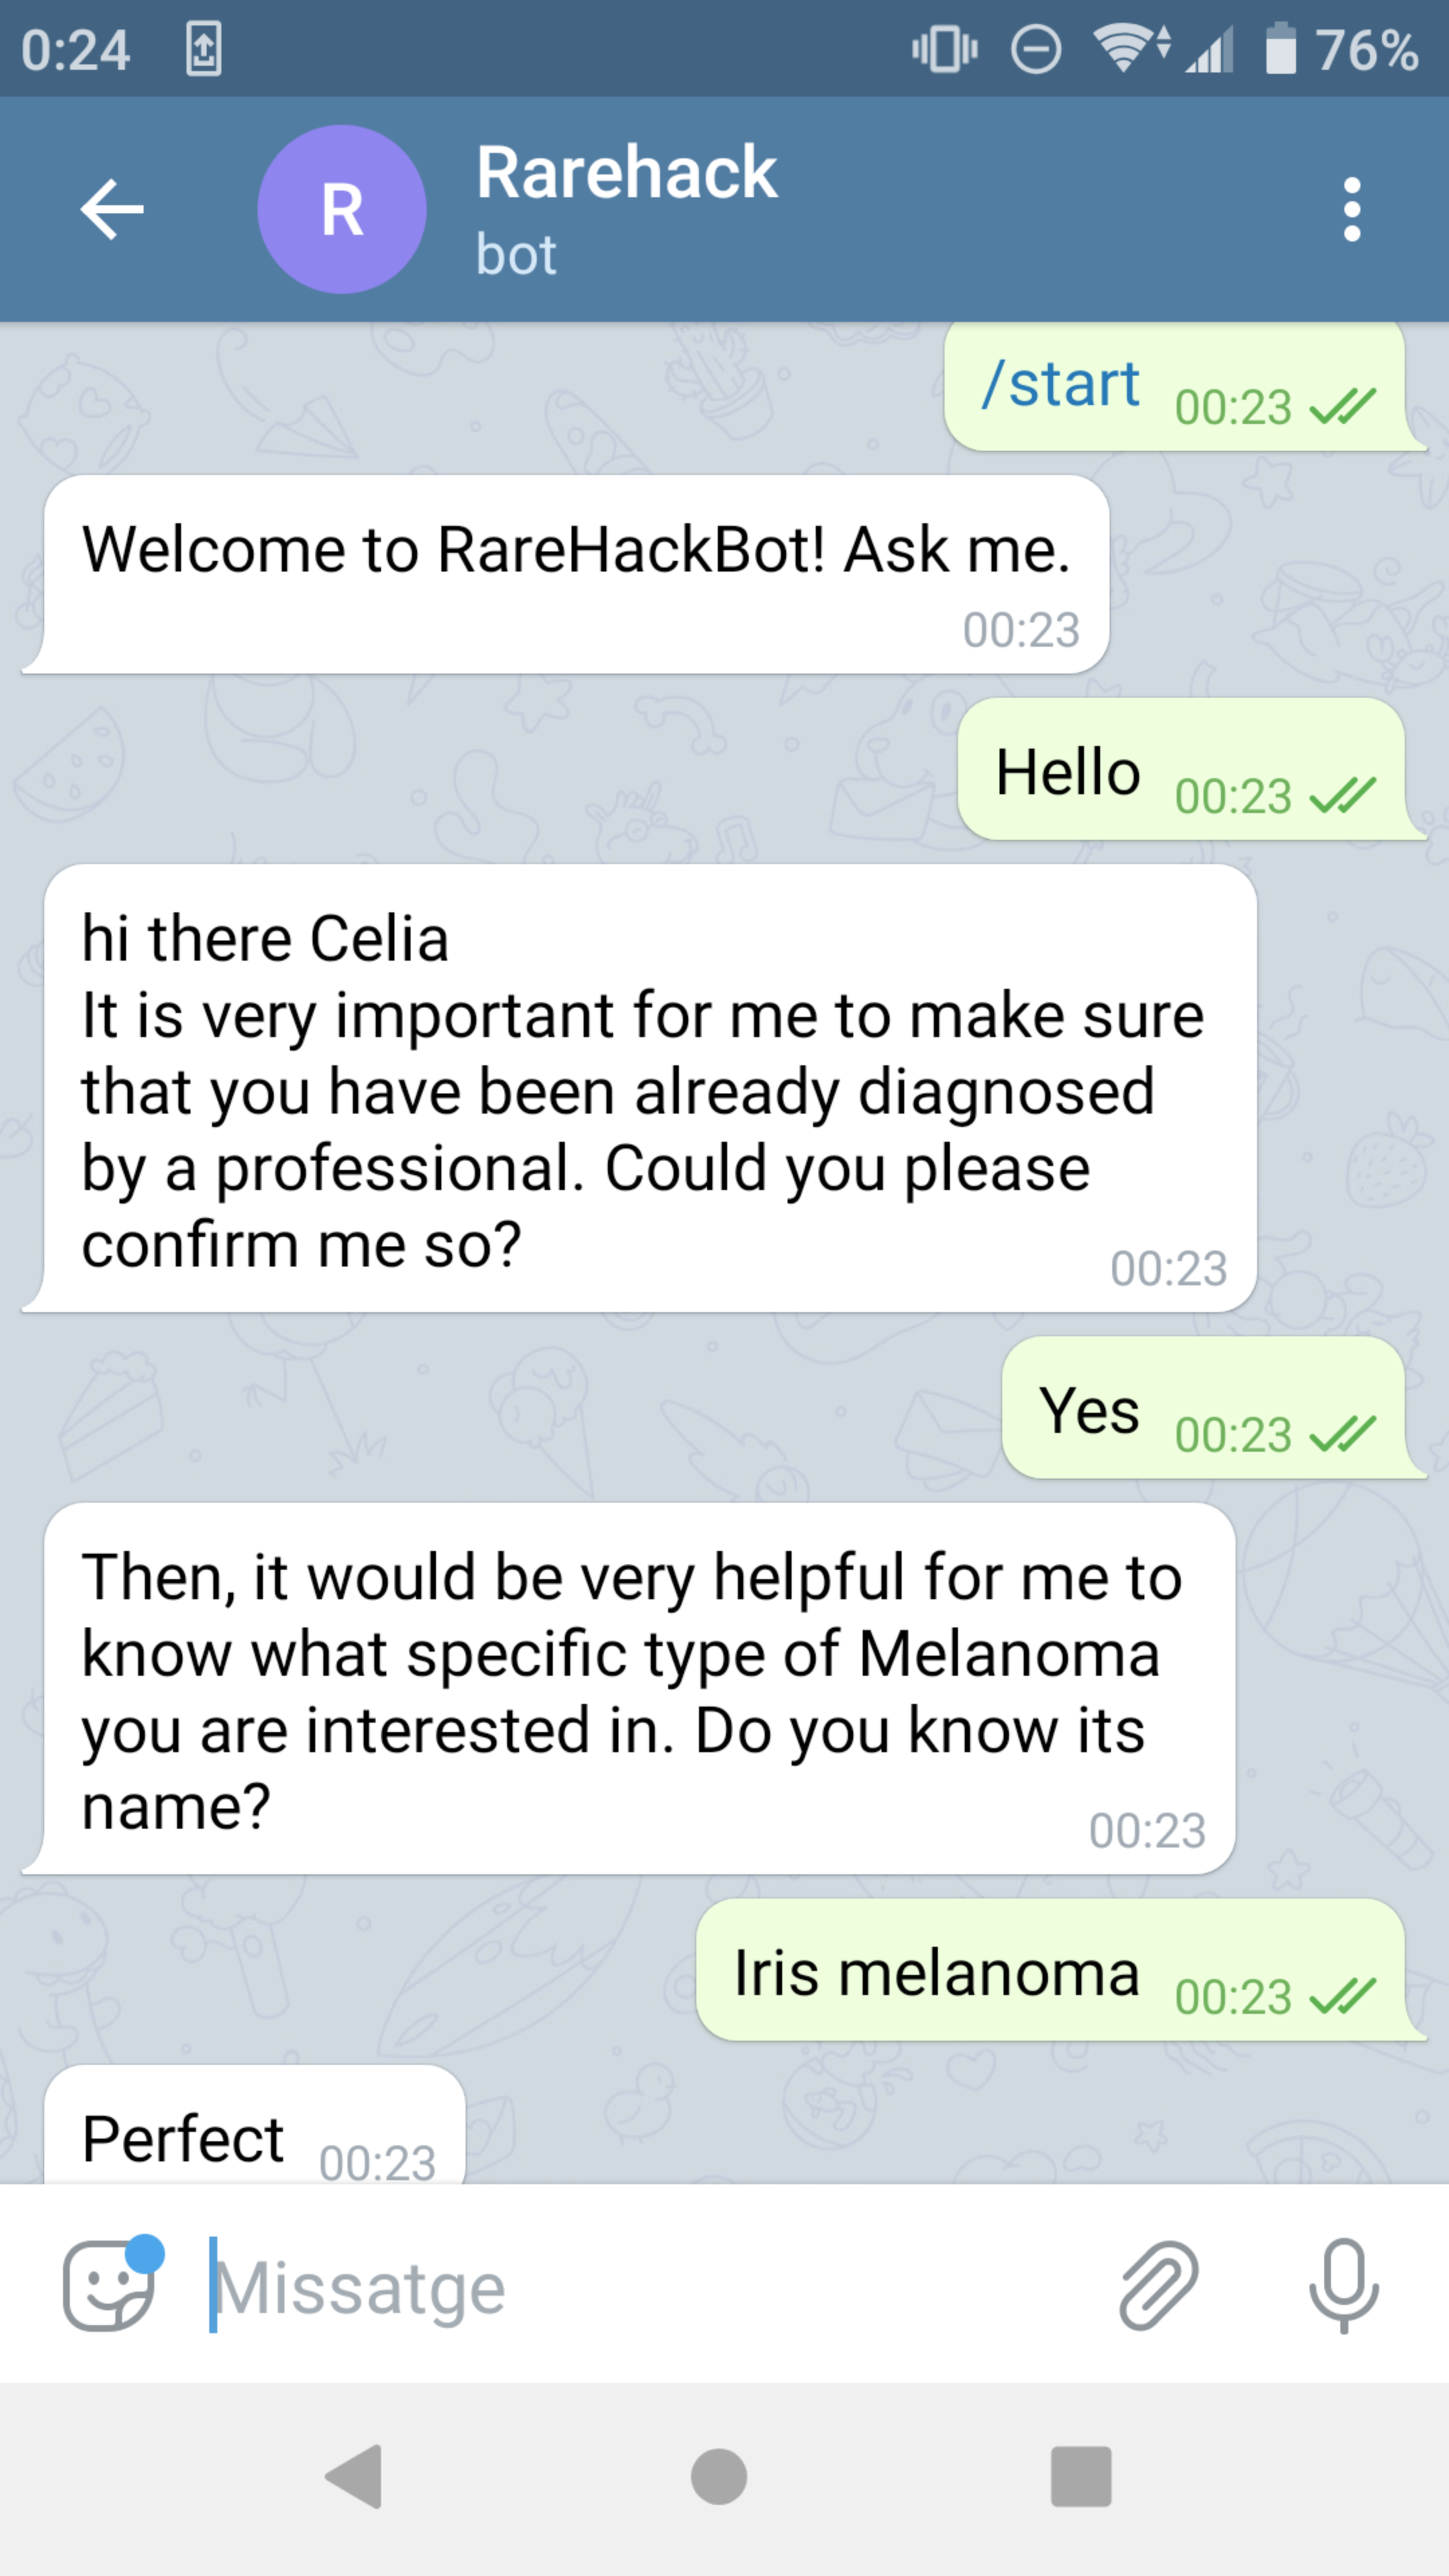 0:24 76%
R
Rarehack
bot
/start 00:23
Welcome to RareHackBot! Ask me.
00:23
Hello 00:23
hi there Celia
It is very important for me to make sure
that you have been already diagnosed
by a professional. Could you please
confirm me so?
00:23
Yes 00:23
Then, it would be very helpful for me to
know what specific type of Melanoma
you are interested in. Do you know its
name?
00:23
Iris melanoma 00:23
Perfect 00:23
Missatge